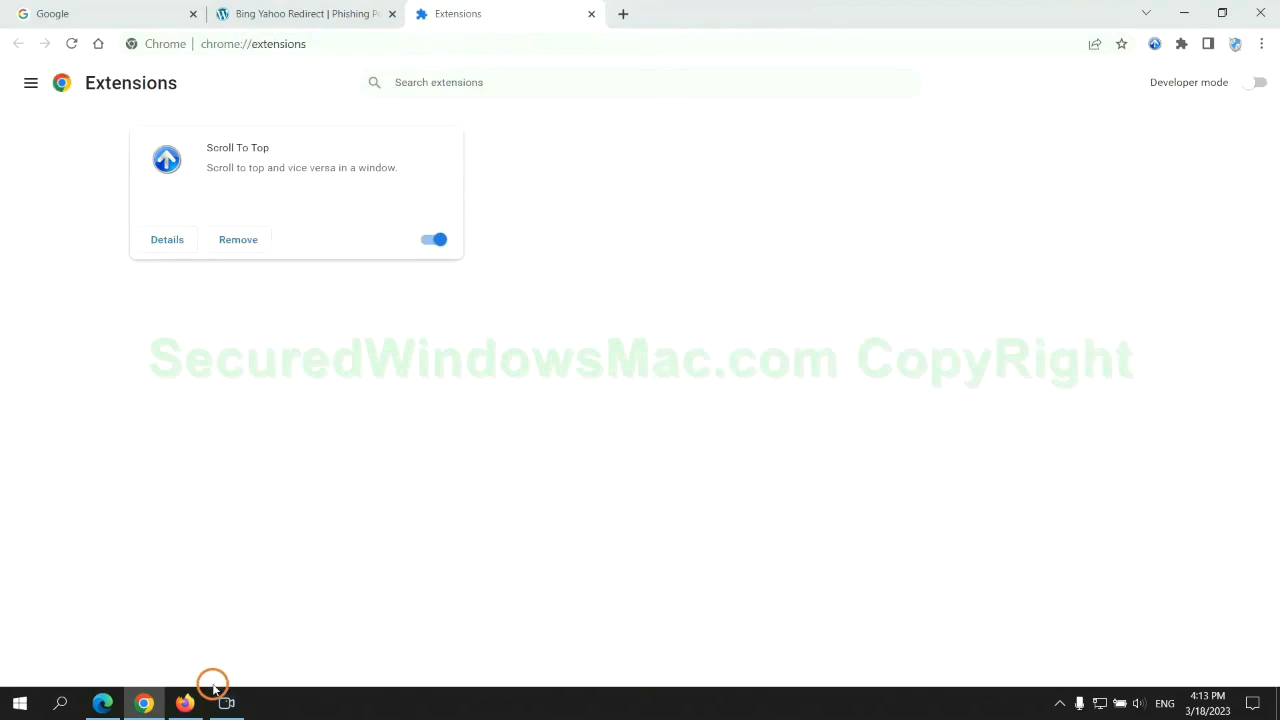 Google
Bing Yahoo Redirect | Phishing P
Extensions
Chrome | chrome://extensions
Extensions
Search extensions
Developer mode
Scroll To Top
Scroll to top and vice versa in a window.
Details
Remove
SecuredWindowsMac.com CopyRight
ENG
4:13 PM
3/18/2023